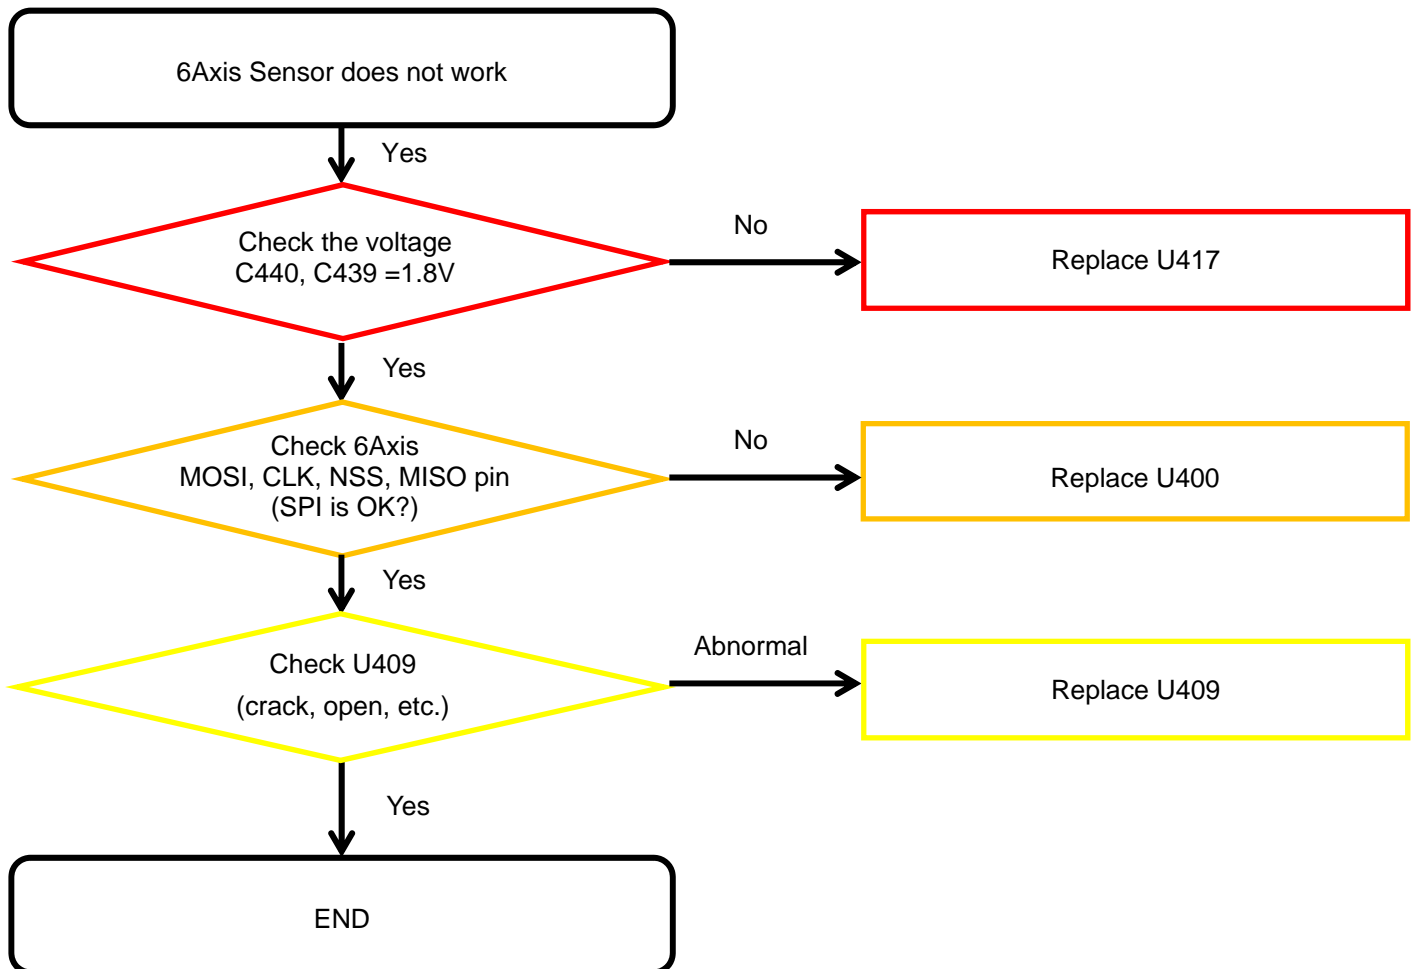 6Axis Sensor does not work
Yes
Check the voltage
C440, C439 =1.8V
No
Replace U417
Yes
Check 6Axis
MOSI, CLK, NSS, MISO pin
(SPI is OK?)
No
Replace U400
Yes
Check U409
(crack, open, etc.)
Abnormal
Replace U409
Yes
END